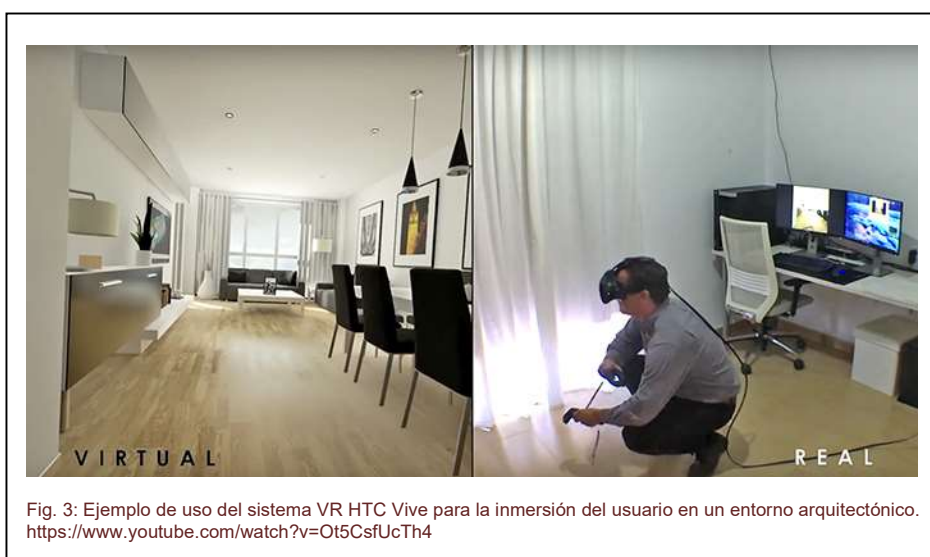 VIRTUAL
REAL
Fig. 3: Ejemplo de uso del sistema VR HTC Vive para la inmersión del usuario en un entorno arquitectónico.
https://www.youtube.com/watch?v=Ot5CsfUcTh4